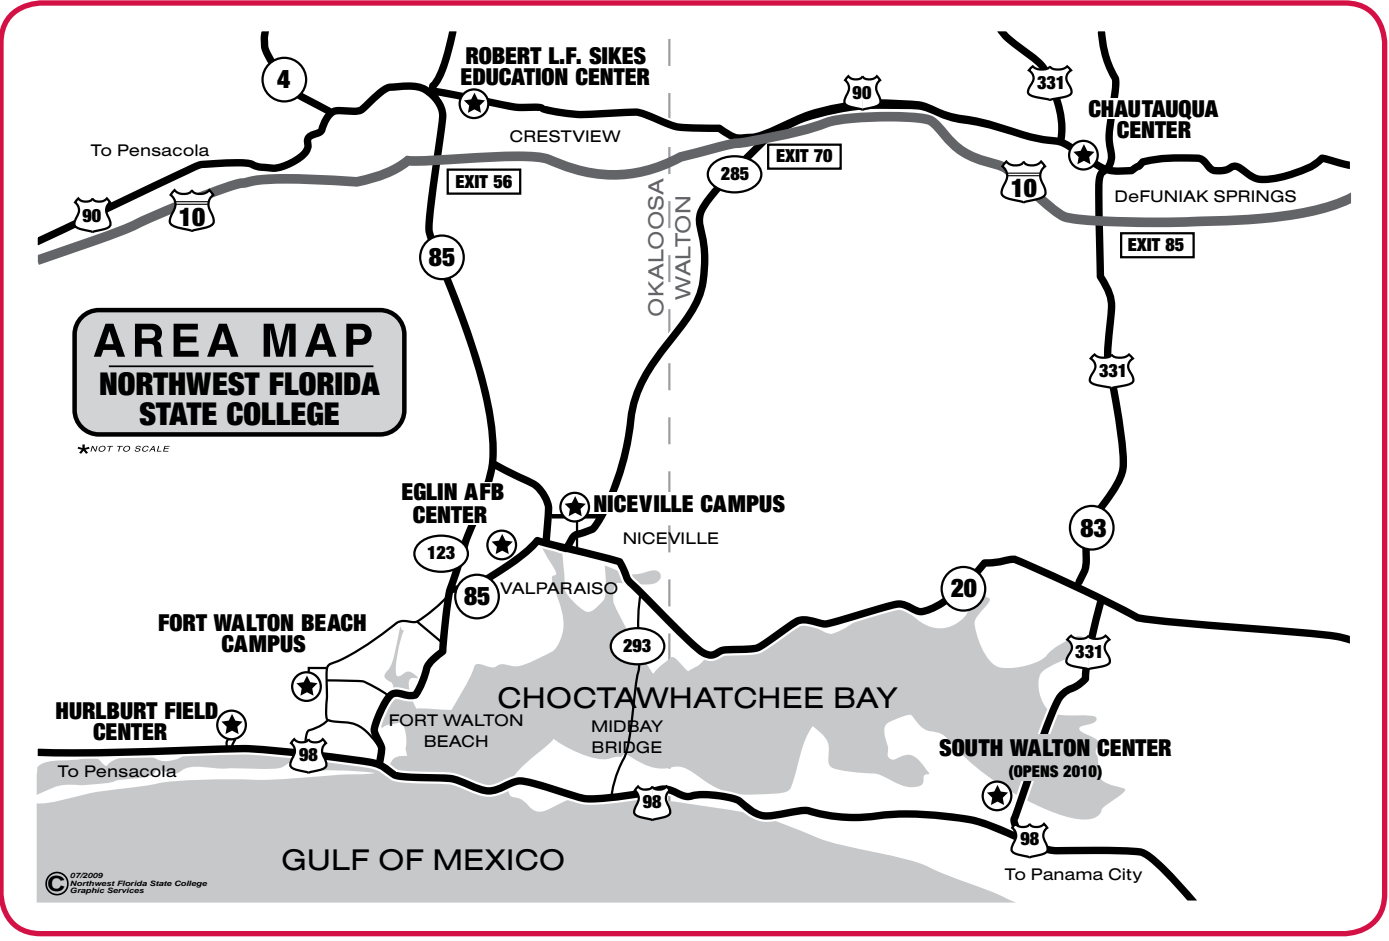 ROBERT L.F. SIKES
EDUCATION CENTER
4
90
331
CHAUTAUQUA
CENTER
CRESTVIEW
To Pensacola
EXIT 70
EXIT 56
285
10
DeFUNIAK SPRINGS
90
10
OKALOOSA
WALTON
EXIT 85
85
AREA MAP
NORTHWEST FLORIDA
STATE COLLEGE
*NOT TO SCALE
331
EGLIN AFB
CENTER
NICEVILLE CAMPUS
NICEVILLE
83
123
VALPARAISO
85
20
FORT WALTON BEACH
CAMPUS
293
331
CHOCTAWHATCHEE BAY
HURLBURT FIELD
CENTER
FORT WALTON
BEACH
MIDBAY
BRIDGE
98
SOUTH WALTON CENTER
(OPENS 2010)
To Pensacola
98
98
GULF OF MEXICO
To Panama City
© 07/2009
Northwest Florida State College
Graphic Services